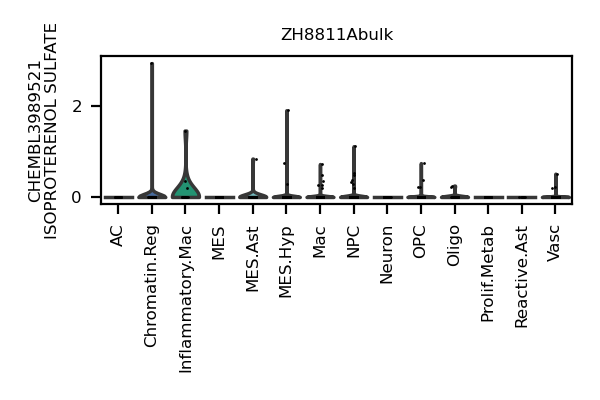 ZH8811Abulk
CHEMBL3989521
ISOPROTERENOL SULFATE
2
0
AC
Chromatin.Reg
Inflammatory.Mac
MES
MES.Ast
MES.Hyp
Mac
NPC
Neuron
OPC
Oligo
Prolif.Metab
Reactive.Ast
Vasc